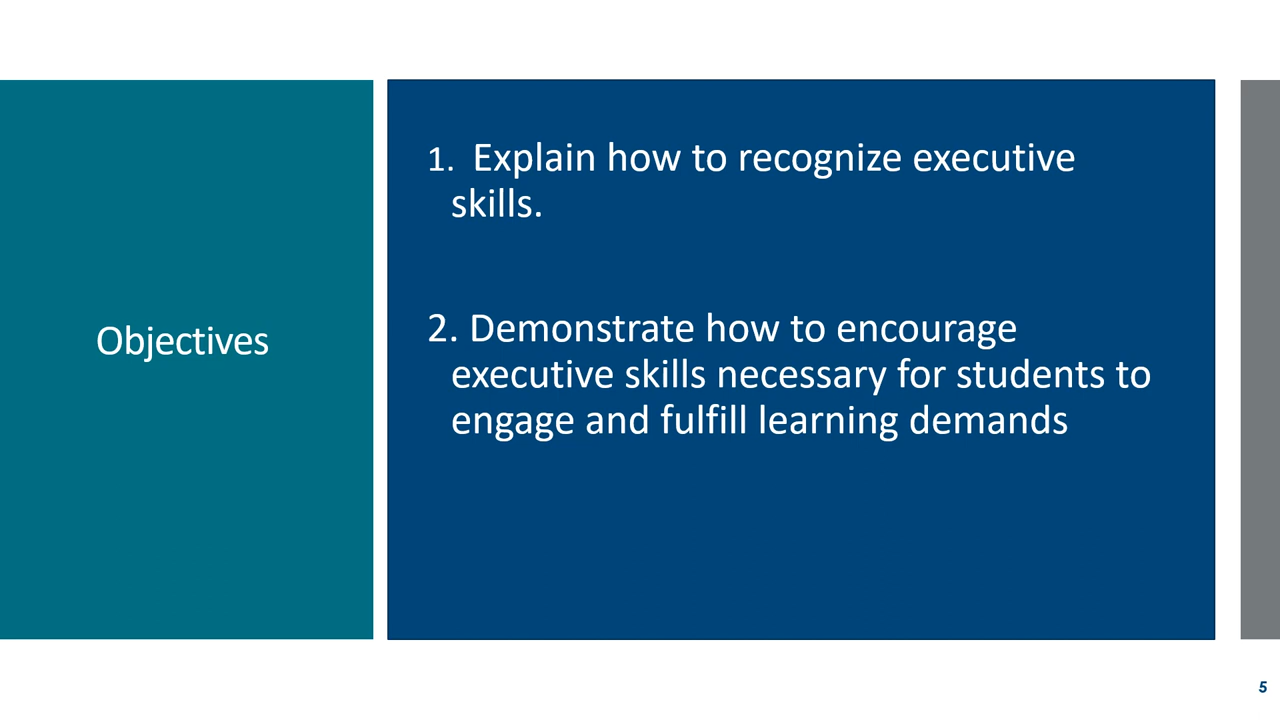 Objectives
1. Explain how to recognize executive
skills.
2. Demonstrate how to encourage
executive skills necessary for students to
engage and fulfill learning demands
5